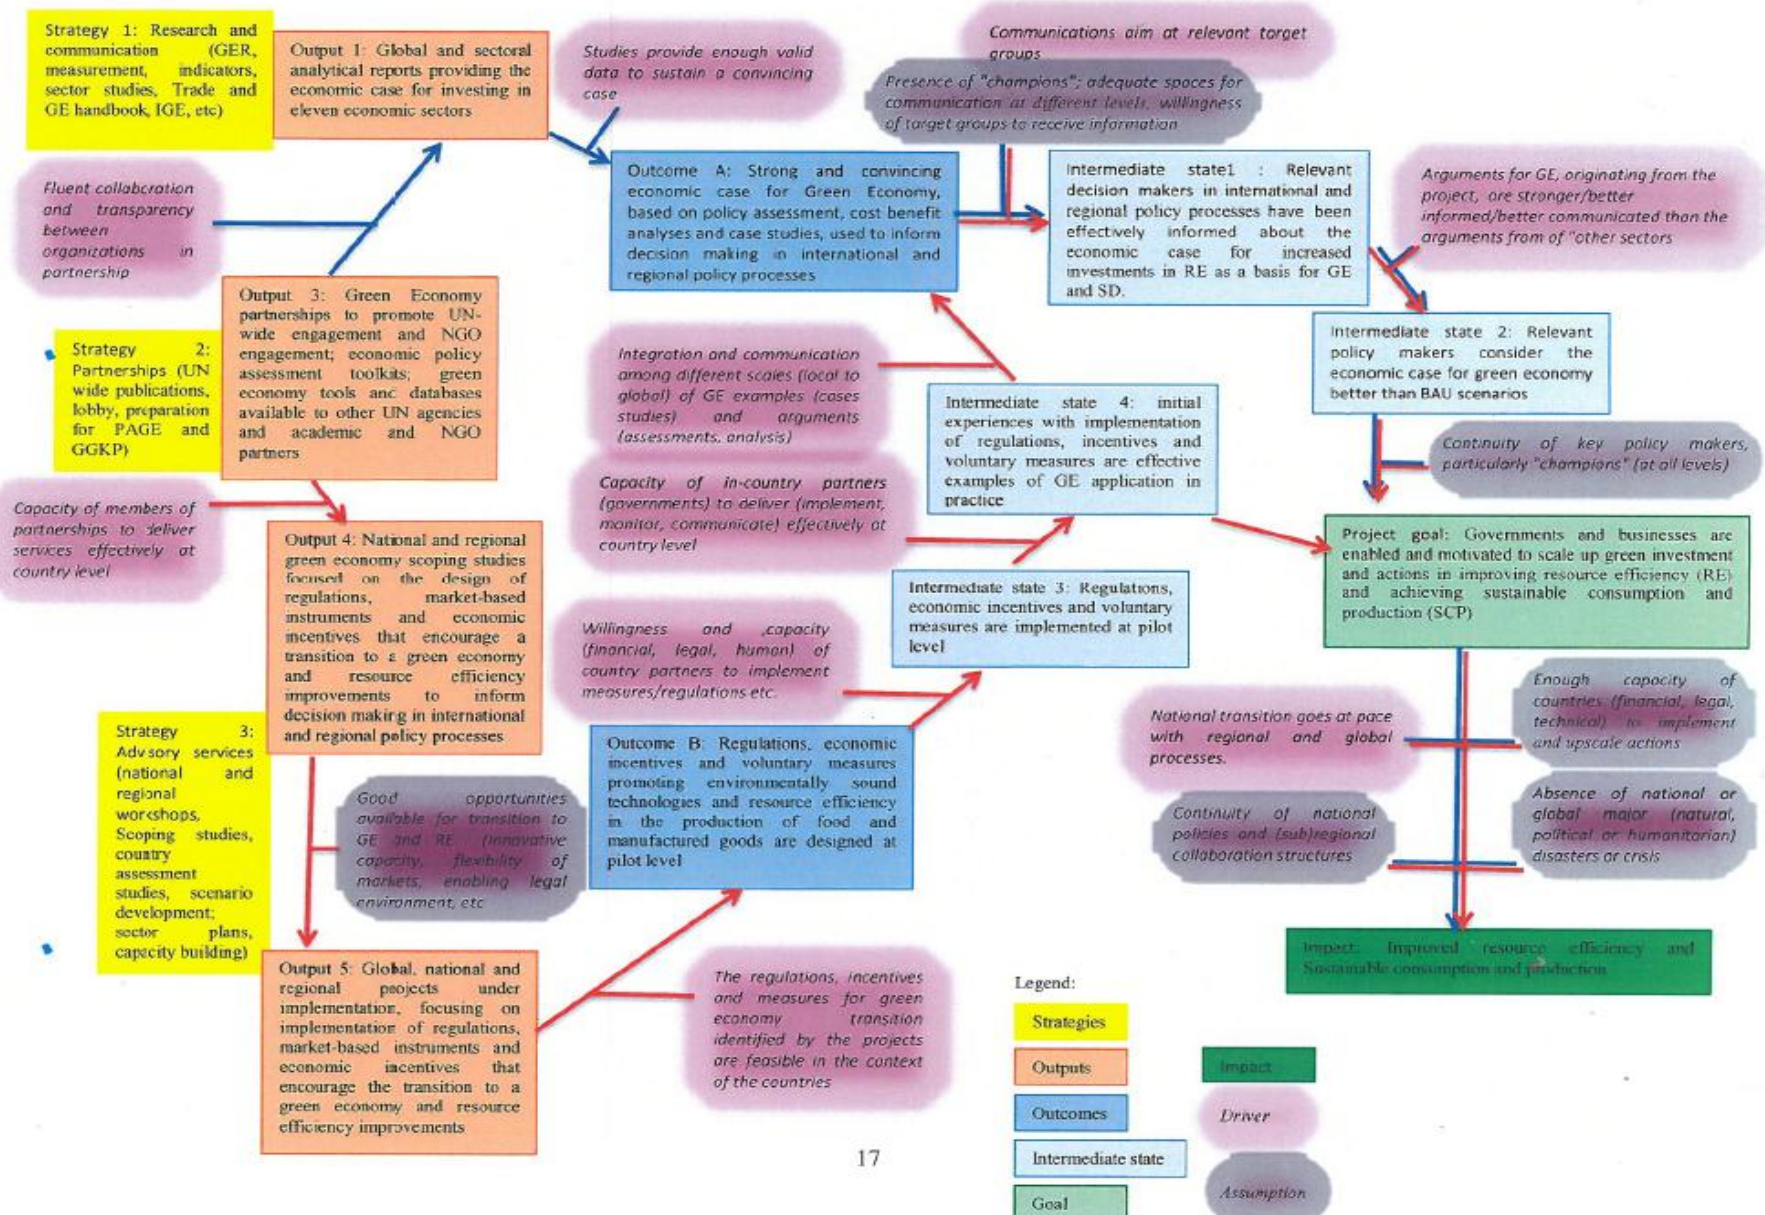 Strategy 1: Research and
communication (GER,
measurement, indicators,
sector studies, Trade and
GE handbook, IGE, etc)
Output 1: Global and sectoral
analytical reports providing the
economic case for investing in
eleven economic sectors
Studies provide enough valid
data to sustain a convincing
case
Communications aim at relevant target
groups
Presence of "champions"; adequate spaces for
communication at different levels, willingness
of target groups to receive information
Fluent collaboration
and transparency
between
organizations in
partnership
Outcome A: Strong and convincing
economic case for Green Economy,
based on policy assessment, cost benefit
analyses and case studies, used to inform
decision making in international and
regional policy processes
Intermediate state1 : Relevant
decision makers in international and
regional policy processes have been
effectively informed about the
economic case for increased
investments in RE as a basis for GE
and SD.
Arguments for GE, originating from the
project, are stronger/better
informed/better communicated than the
arguments from of "other sectors
Output 3: Green Economy
partnerships to promote UN-
wide engagement and NGO
engagement; economic policy
assessment toolkits; green
economy tools and databases
available to other UN agencies
and academic and NGO
partners
Strategy 2:
Partnerships (UN
wide publications,
lobby, preparation
for PAGE and
GGKP)
Integration and communication
among different scales (local to
global) of GE examples (cases
studies) and arguments
(assessments, analysis)
Intermediate state 4: initial
experiences with implementation
of regulations, incentives and
voluntary measures are effective
examples of GE application in
practice
Intermediate state 2: Relevant
policy makers consider the
economic case for green economy
better than BAU scenarios
Continuity of key policy makers,
particularly "champions" (at all levels)
Capacity of members of
partnerships to deliver
services effectively at
country level
Capacity of in-country partners
(governments) to deliver (implement,
monitor, communicate) effectively at
country level
Output 4: National and regional
green economy scoping studies
focused on the design of
regulations, market-based
instruments and economic
incentives that encourage a
transition to a green economy
and resource efficiency
improvements to inform
decision making in international
and regional policy processes
Project goal: Governments and businesses are
enabled and motivated to scale up green investment
and actions in improving resource efficiency (RE)
and achieving sustainable consumption and
production (SCP)
Intermediate state 3: Regulations,
economic incentives and voluntary
measures are implemented at pilot
level
Willingness and ,capacity
(financial, legal, human) of
country partners to implement
measures/regulations etc.
Strategy 3:
Advisory services
(national and
regional
workshops,
Scoping studies,
country
assessment
studies, scenario
development;
sector plans,
capacity building)
Good opportunities
available for transition to
GE and RE (innovative
capacity, flexibility of
markets, enabling legal
environment, etc
Outcome B: Regulations, economic
incentives and voluntary measures
promoting environmentally sound
technologies and resource efficiency
in the production of food and
manufactured goods are designed at
pilot level
National transition goes at pace
with regional and global
processes.
Enough capacity of
countries (financial, legal,
technical) to implement
and upscale actions
Continuity of national
policies and (sub)regional
collaboration structures
Absence of national or
global major (natural,
political or humanitarian)
disasters or crisis
Impact: Improved resource efficiency and
Sustainable consumption and production
Output 5: Global, national and
regional projects under
implementation, focusing on
implementation of regulations,
market-based instruments and
economic incentives that
encourage the transition to a
green economy and resource
efficiency improvements
The regulations, incentives
and measures for green
economy transition
identified by the projects
are feasible in the context
of the countries
Legend:
Strategies
Outputs
Outcomes
Intermediate state
Goal
Impact
Driver
Assumption
17